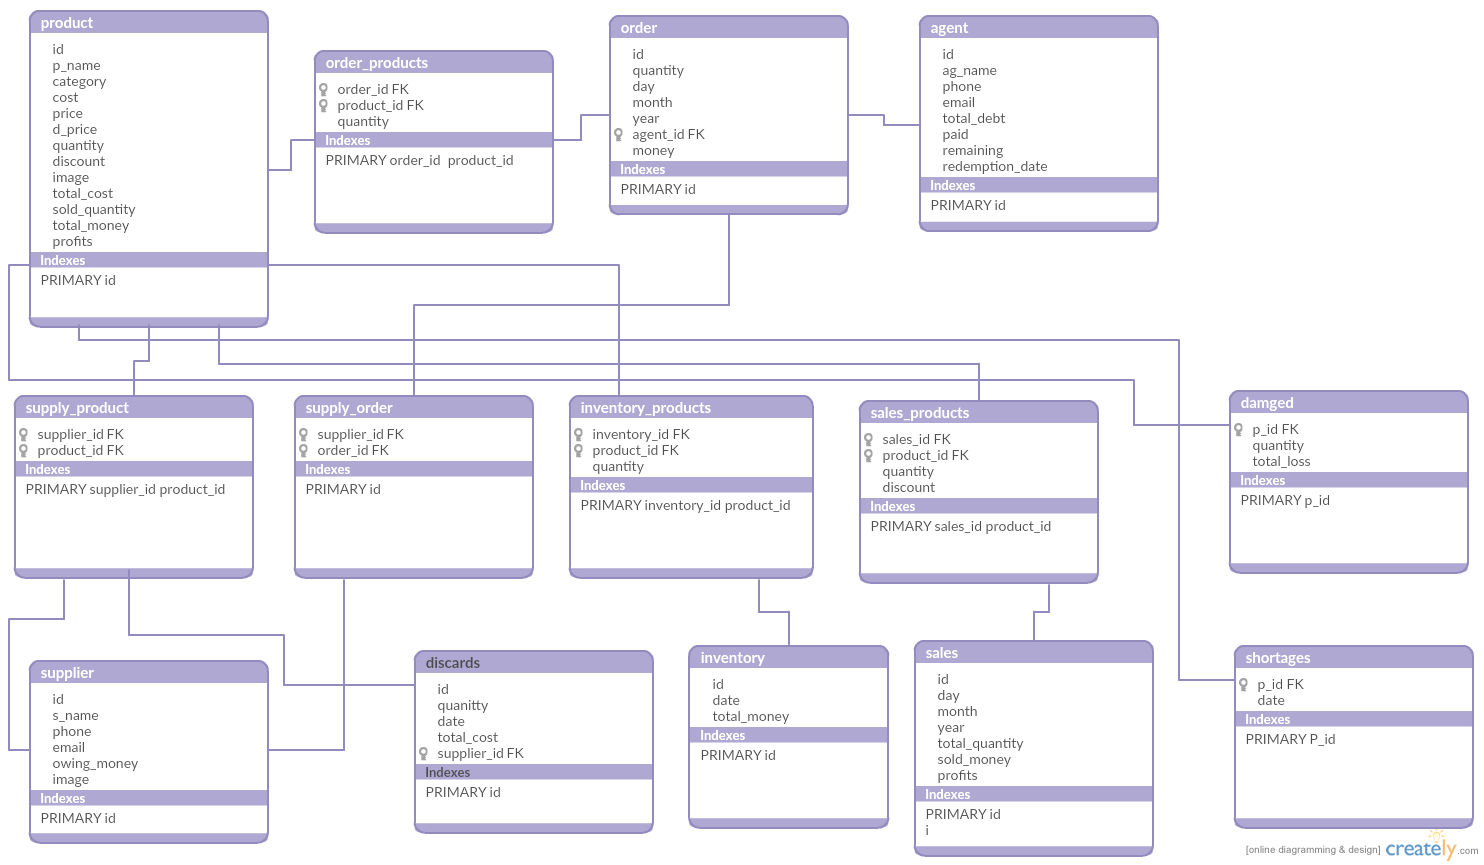 product
id
p_name
category
cost
price
d_price
quantity
discount
image
total_cost
sold_quantity
total_money
profits
Indexes
PRIMARY id
order_products
order_id FK
product_id FK
quantity
Indexes
PRIMARY order_id product_id
order
id
quantity
day
month
year
agent_id FK
money
Indexes
PRIMARY id
agent
id
ag_name
phone
email
total_debt
paid
remaining
redemption_date
Indexes
PRIMARY id
supply_product
supplier_id FK
product_id FK
Indexes
PRIMARY supplier_id product_id
supply_order
supplier_id FK
order_id FK
Indexes
PRIMARY id
inventory_products
inventory_id FK
product_id FK
quantity
Indexes
PRIMARY inventory_id product_id
sales_products
sales_id FK
product_id FK
quantity
discount
Indexes
PRIMARY sales_id product_id
damged
p_id FK
quantity
total_loss
Indexes
PRIMARY p_id
supplier
id
s_name
phone
email
owing_money
image
Indexes
PRIMARY id
discards
id
quanitty
date
total_cost
supplier_id FK
Indexes
PRIMARY id
inventory
id
date
total_money
Indexes
PRIMARY id
sales
id
day
month
year
total_quantity
sold_money
profits
Indexes
PRIMARY id
i
shortages
p_id FK
date
Indexes
PRIMARY P_id
[online diagramming & design] creately.com